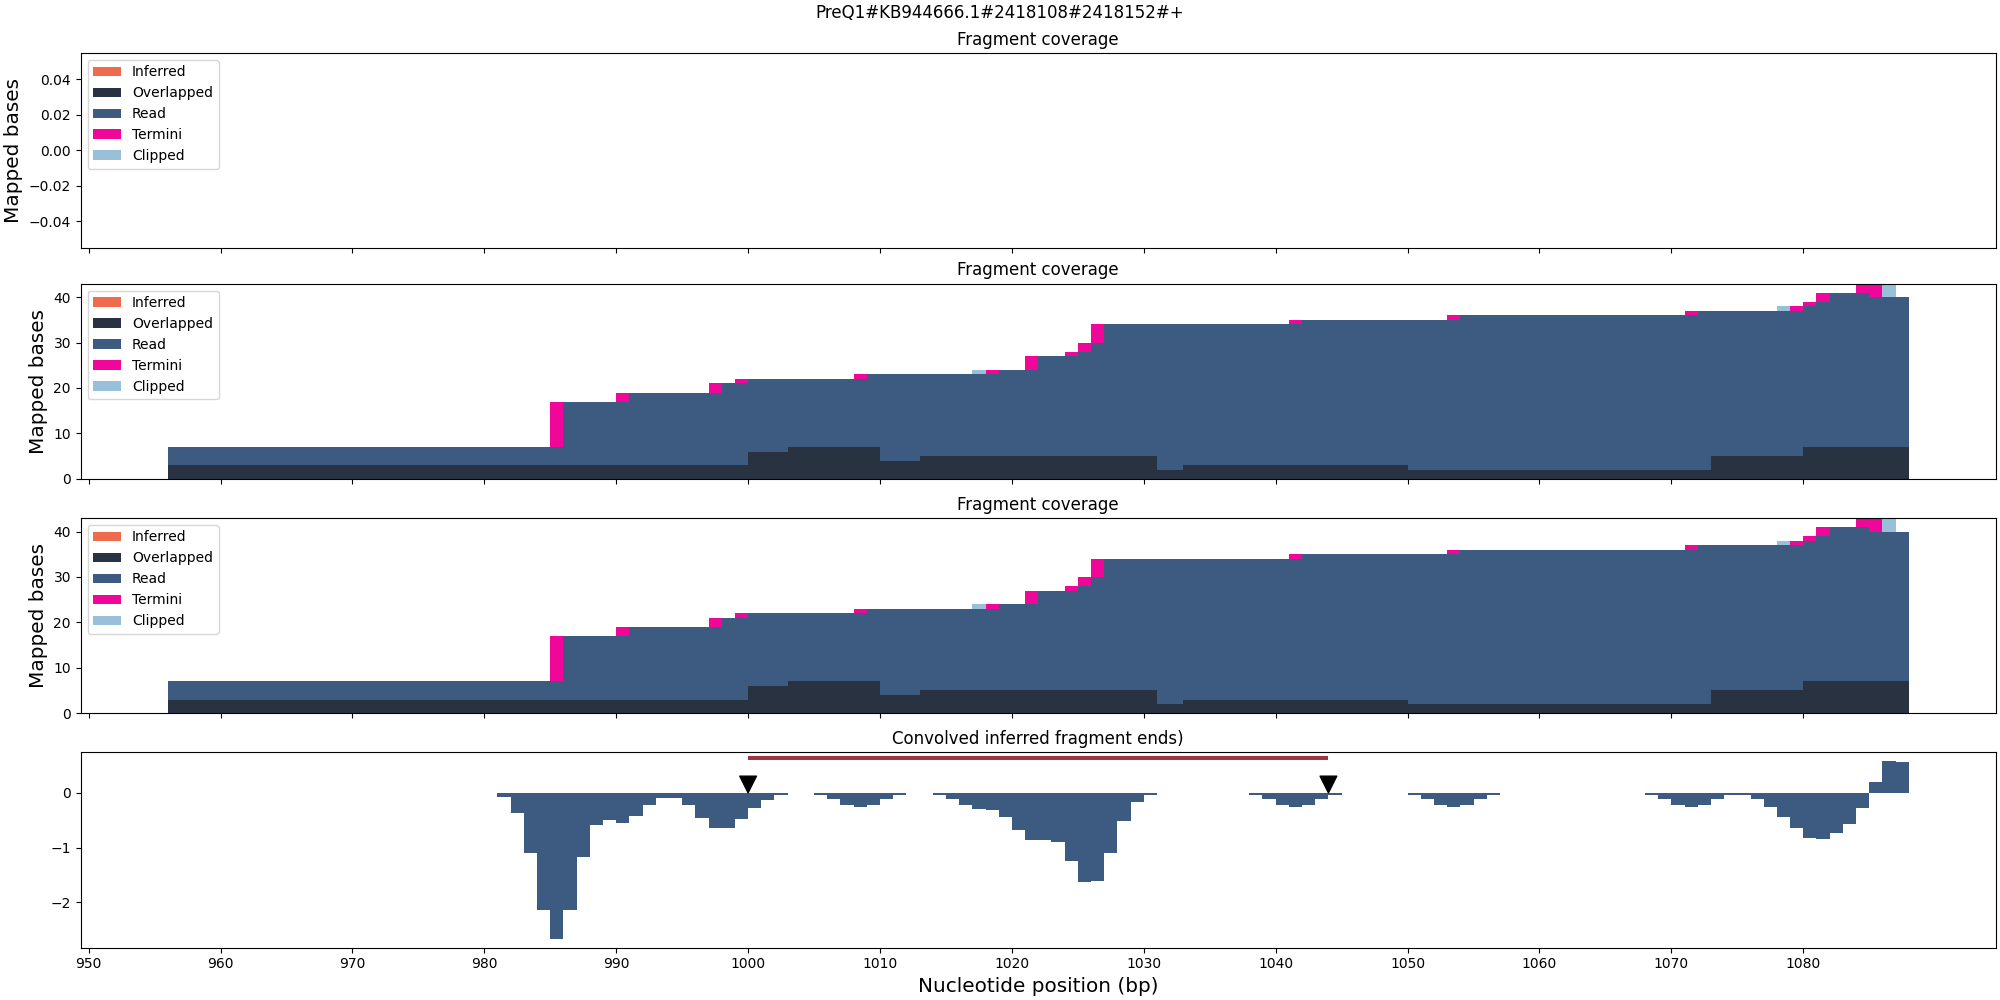 PreQ1#KB944666.1#2418108#2418152#+
Fragment coverage
Mapped bases
0.04
0.02
0.00
−0.02
−0.04
Inferred
Overlapped
Read
Termini
Clipped
Fragment coverage
Mapped bases
40
30
20
10
0
Inferred
Overlapped
Read
Termini
Clipped
Fragment coverage
Mapped bases
40
30
20
10
0
Inferred
Overlapped
Read
Termini
Clipped
Convolved inferred fragment ends)
0
−1
−2
950 960 970 980 990 1000 1010 1020 1030 1040 1050 1060 1070 1080
Nucleotide position (bp)